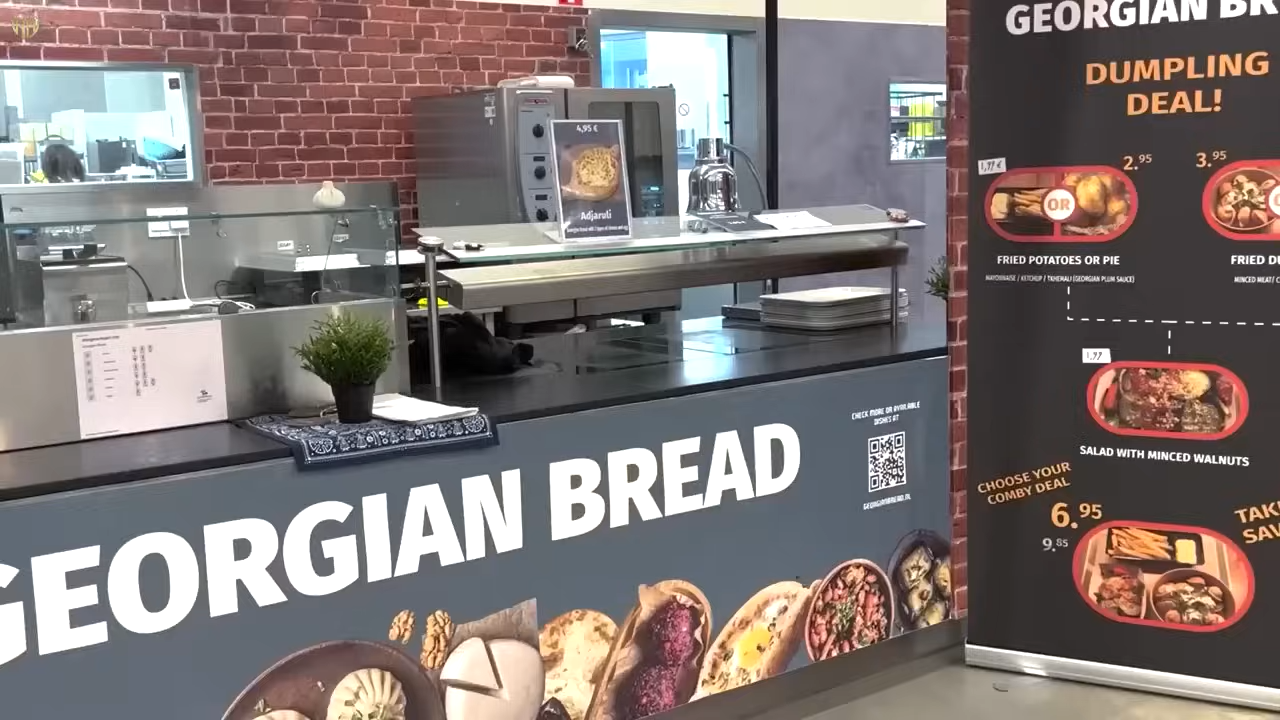 4,95 €
Adjaruli
GEORGIAN BREAD
CHECK MORE OR AVAILABLE
DISHES AT
GEORGIANBREAD.NL
GEORGIAN BR
DUMPLING
DEAL!
1,99 €
2.95
3.95
OR
FRIED POTATOES OR PIE
MAYONNAISE / KETCHUP / TKHEMALI (GEORGIAN PLUM SAUCE)
FRIED DU
MINCED MEAT/
1,99
SALAD WITH MINCED WALNUTS
CHOOSE YOUR
COMBY DEAL
6.95
9.85
TAK
SAV